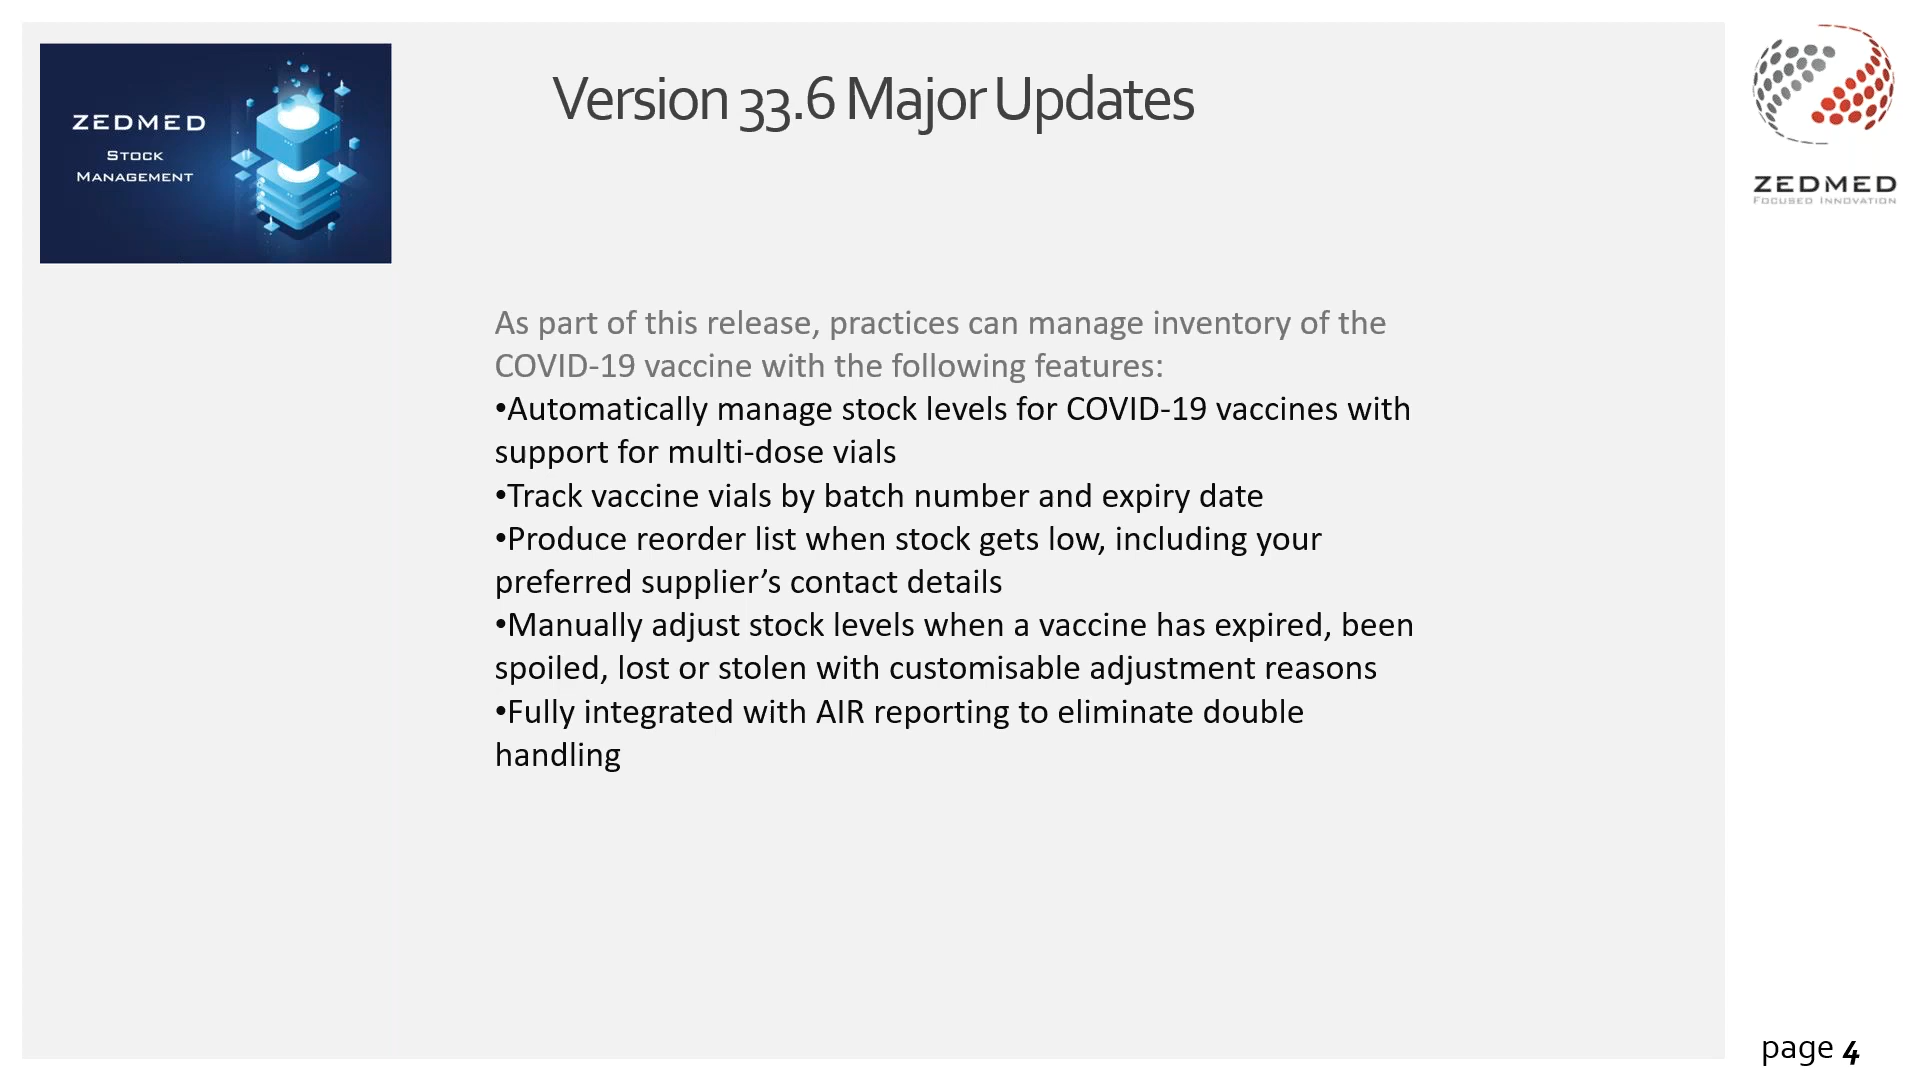 ZEDMED
STOCK
MANAGEMENT
Version 33.6 Major Updates
ZEDMED
FOCUSED INNOVATION
As part of this release, practices can manage inventory of the
COVID-19 vaccine with the following features:
•Automatically manage stock levels for COVID-19 vaccines with
support for multi-dose vials
•Track vaccine vials by batch number and expiry date
•Produce reorder list when stock gets low, including your
preferred supplier’s contact details
•Manually adjust stock levels when a vaccine has expired, been
spoiled, lost or stolen with customisable adjustment reasons
•Fully integrated with AIR reporting to eliminate double
handling
page 4